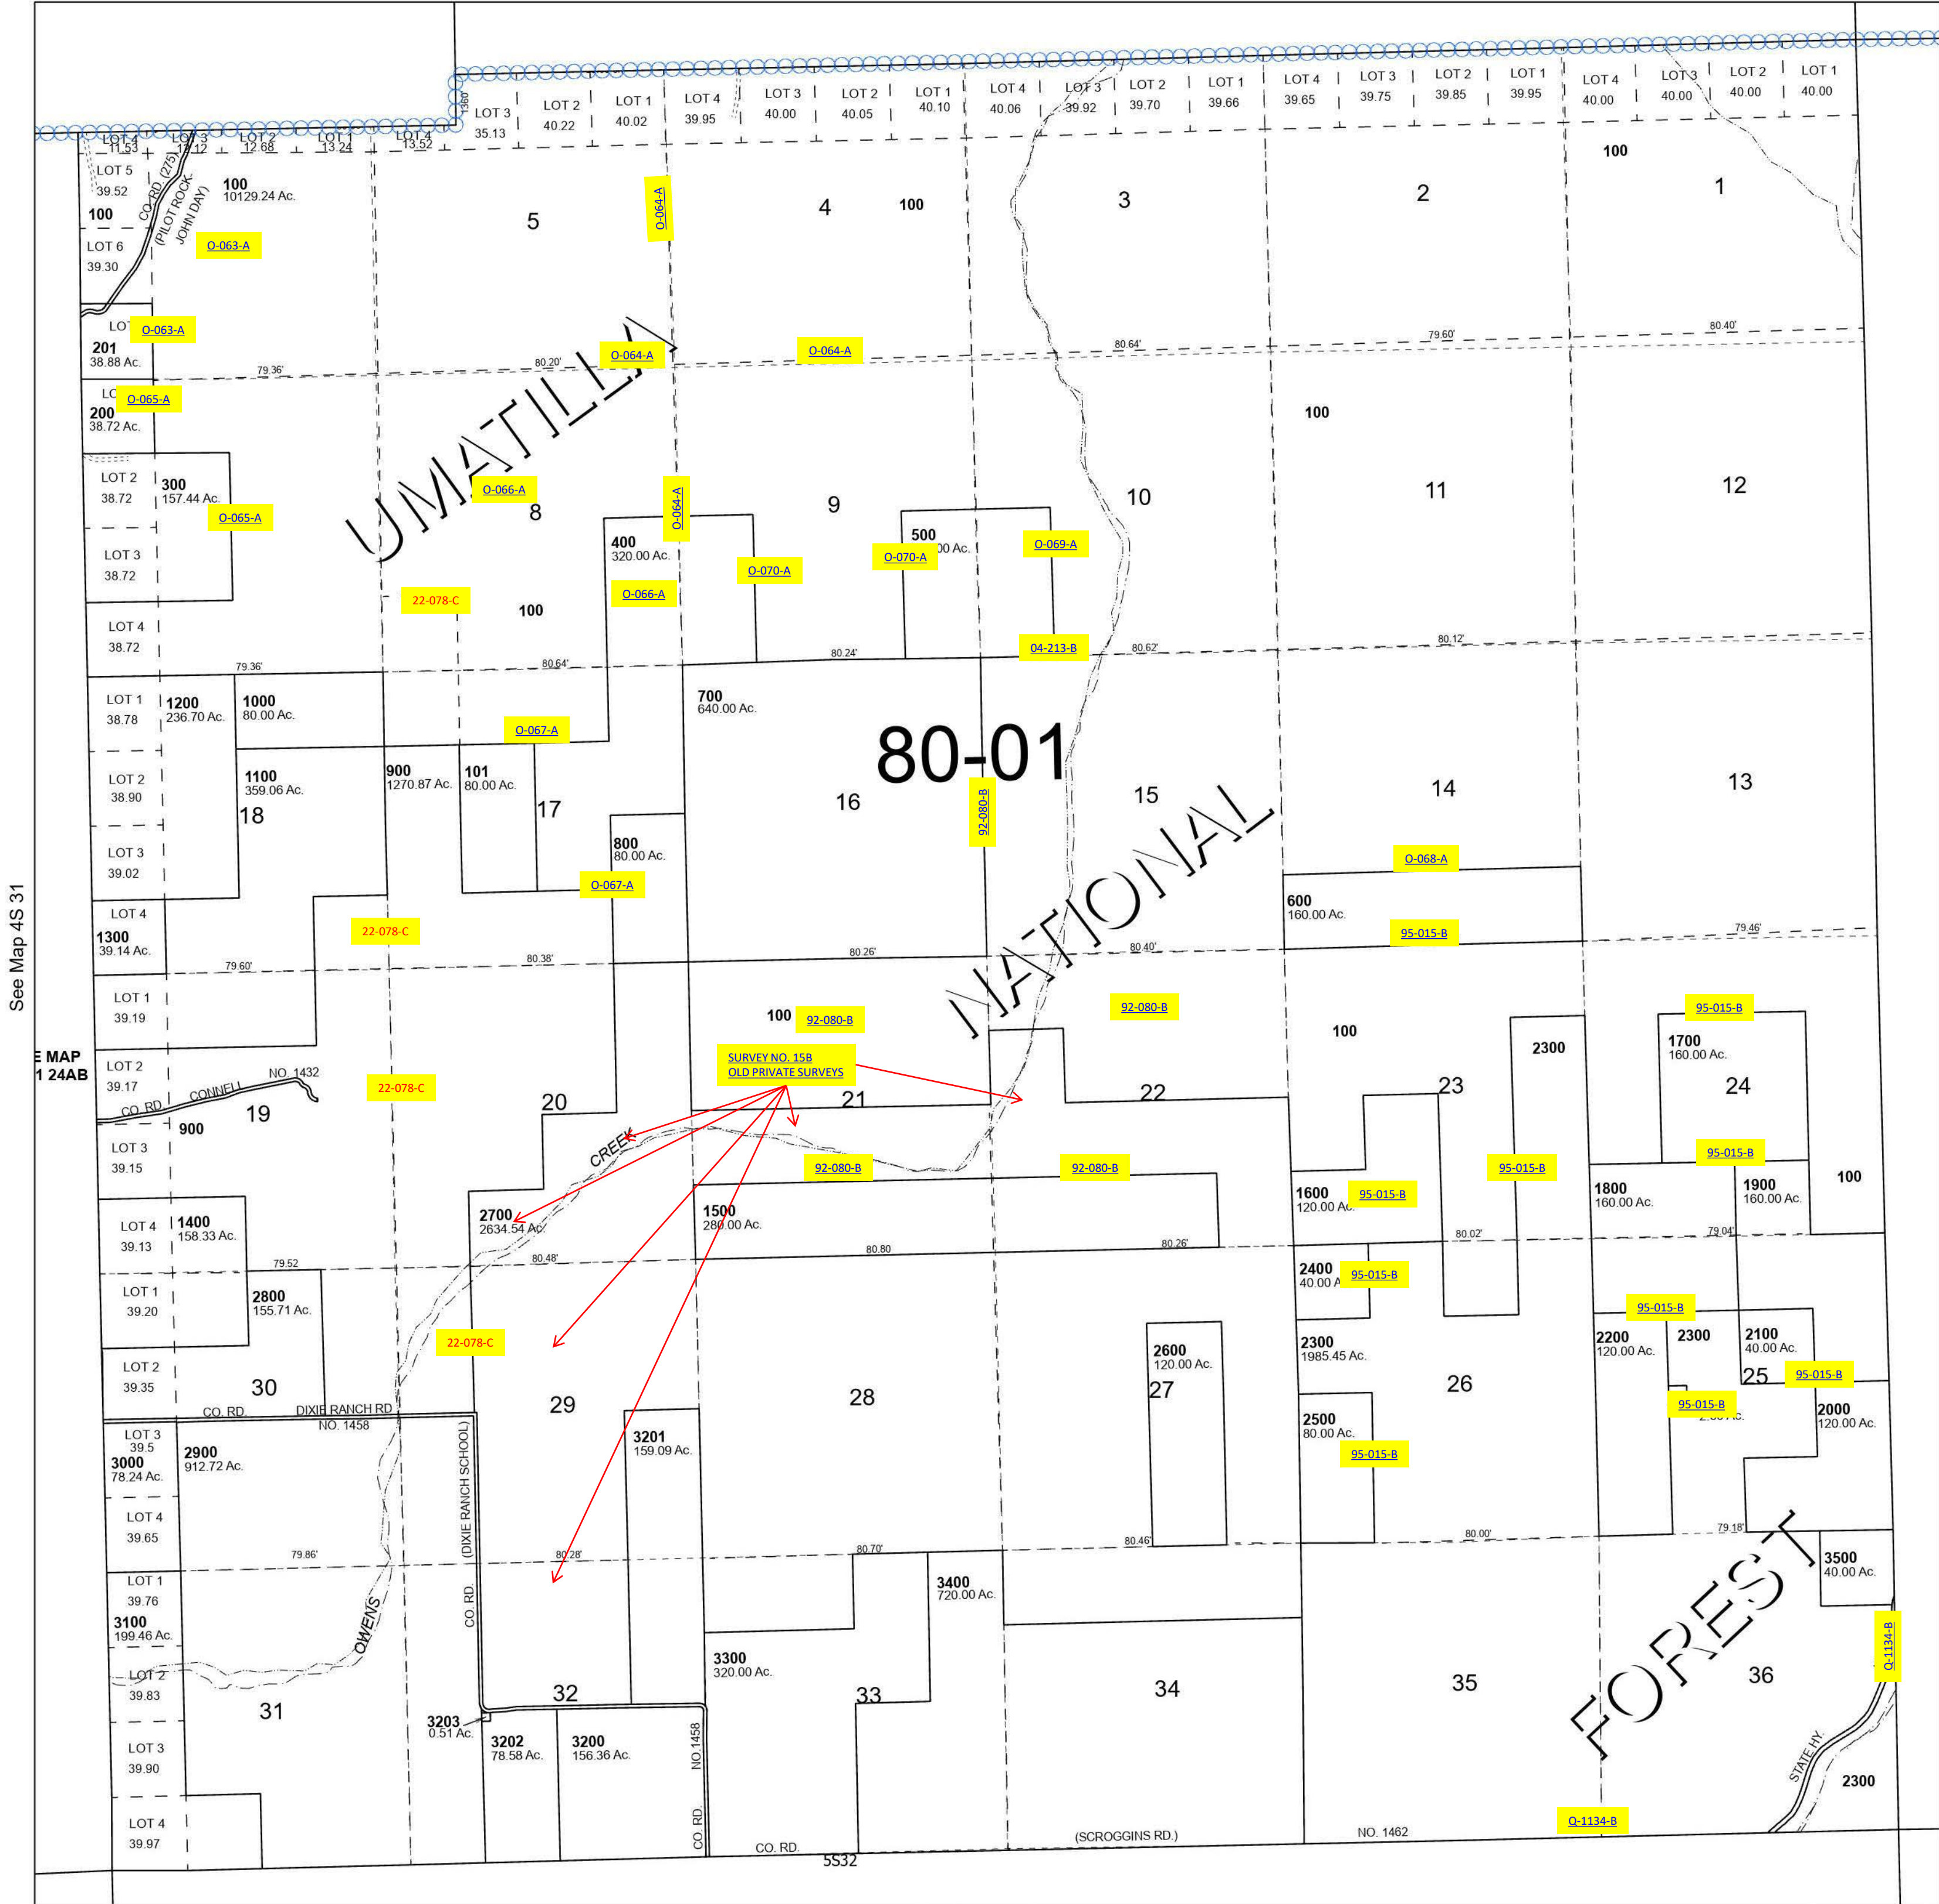 LOT 3
35.13
LOT 2
40.22
LOT 1
40.02
LOT 4
39.95
LOT 3
40.00
LOT 2
40.05
LOT 1
40.10
LOT 4
40.06
LOT 3
39.92
LOT 2
39.70
LOT 1
39.66
LOT 4
39.65
LOT 3
39.75
LOT 2
39.85
LOT 1
39.95
LOT 4
40.00
LOT 3
40.00
LOT 2
40.00
LOT 1
40.00
1360'
LOT 4
11.53
LOT 3
12.12
LOT 2
12.68
LOT 1
13.24
LOT 4
13.52
LOT 5
39.52
100
LOT 6
39.30
CO. RD. (275)
(PILOT ROCK-
JOHN DAY)
100
10129.24 Ac.
O-063-A
5
O-064-A
4
100
3
2
100
1
LOT
O-063-A
201
38.88 Ac.
79.36'
80.20'
O-064-A
O-064-A
80.64'
79.60'
80.40'
LO
O-065-A
200
38.72 Ac.
UMATILLA
100
LOT 2
38.72
300
157.44 Ac.
O-065-A
O-066-A
8
O-064-A
9
10
11
12
LOT 3
38.72
400
320.00 Ac.
O-070-A
500
00 Ac.
O-070-A
O-069-A
22-078-C
100
O-066-A
LOT 4
38.72
79.36'
80.64'
80.24'
04-213-B
80.62'
80.12'
LOT 1
38.78
1200
236.70 Ac.
1000
80.00 Ac.
700
640.00 Ac.
O-067-A
80-01
LOT 2
38.90
1100
359.06 Ac.
18
900
1270.87 Ac.
101
80.00 Ac.
17
16
92-080-B
15
14
13
NATIONAL
LOT 3
39.02
800
80.00 Ac.
O-067-A
O-068-A
LOT 4
1300
39.14 Ac.
22-078-C
600
160.00 Ac.
95-015-B
See Map 4S 31
79.60'
80.38'
80.26'
80.40'
79.46'
LOT 1
39.19
100
92-080-B
92-080-B
100
2300
95-015-B
1700
160.00 Ac.
E MAP
1 24AB
LOT 2
39.17
CO. RD. CONNELL NO. 1432
19
900
22-078-C
20
SURVEY NO. 15B
OLD PRIVATE SURVEYS
21
22
23
24
LOT 3
39.15
CREEK
92-080-B
92-080-B
95-015-B
95-015-B
100
LOT 4
39.13
1400
158.33 Ac.
2700
2634.54 Ac.
1500
280.00 Ac.
1600
120.00 Ac.
95-015-B
1800
160.00 Ac.
1900
160.00 Ac.
79.52
80.48'
80.80
80.26'
80.02'
79.04'
LOT 1
39.20
2800
155.71 Ac.
2400
40.00 A
95-015-B
95-015-B
22-078-C
LOT 2
39.35
30
29
28
2600
120.00 Ac.
27
2300
1985.45 Ac.
26
2200
120.00 Ac.
2300
2100
40.00 Ac.
25
95-015-B
95-015-B
CO. RD. DIXIE RANCH RD
NO. 1458
LOT 3
39.5
3000
78.24 Ac.
2900
912.72 Ac.
(DIXIE RANCH SCHOOL)
CO. RD.
3201
159.09 Ac.
2500
80.00 Ac.
95-015-B
2000
120.00 Ac.
LOT 4
39.65
79.86'
80.28'
80.70'
80.46'
80.00'
79.18'
LOT 1
39.76
3100
199.46 Ac.
OWENS
3400
720.00 Ac.
3500
40.00 Ac.
FOREST
LOT 2
39.83
31
32
3300
320.00 Ac.
33
34
35
36
Q-1134-B
3203
0.51 Ac.
3202
78.58 Ac.
3200
156.36 Ac.
NO.1458
CO. RD.
LOT 3
39.90
STATE HY.
2300
LOT 4
39.97
CO. RD.
(SCROGGINS RD.)
NO. 1462
Q-1134-B
5S32